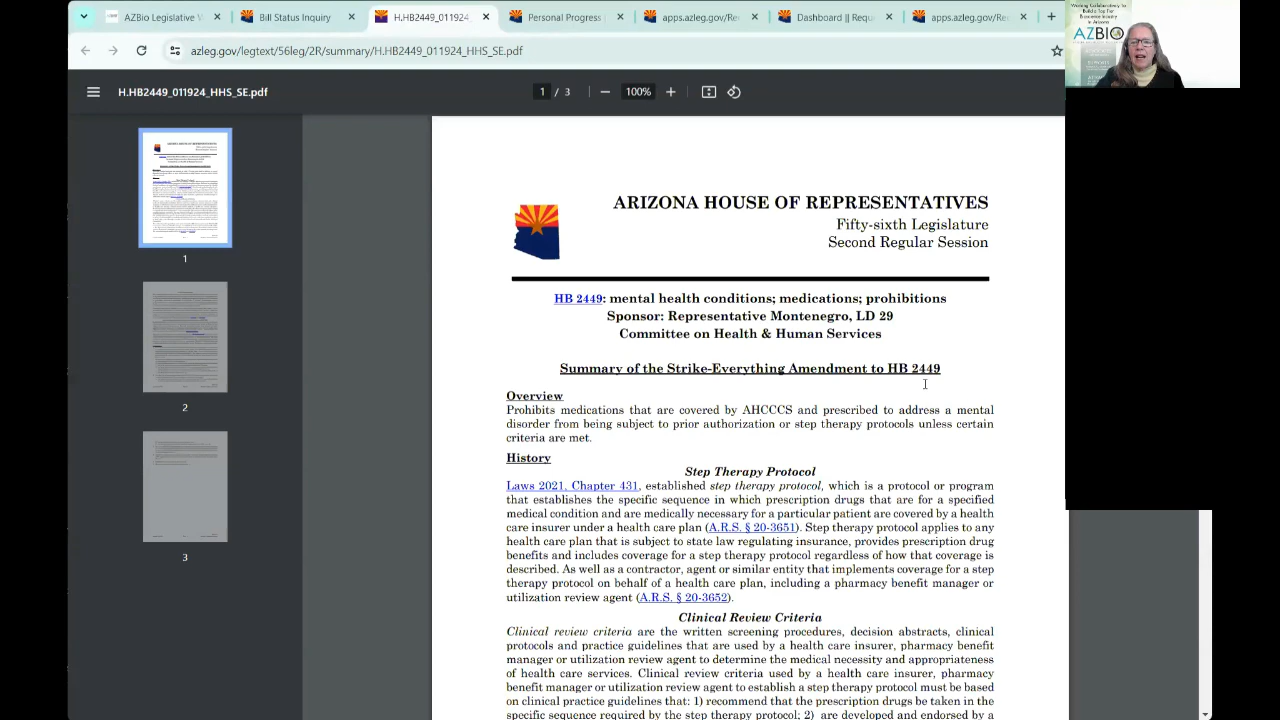 AZBio Legislative V
Bill Status Inquiry
H.HB2449_011924
Personal Progress
apps.azleg.gov/Re
Dashboard Requ
apps.azleg.gov/Re
azleg.gov/legtext/56leg/2R/summary/H.HB2449_011924_HHS_SE.pdf
Working Collaboratively to
Build a Top Tier
Bioscience Industry
in Arizona
AZBIO
H.HB2449_011924_HHS_SE.pdf
1 / 3
100%
1
2
3
ARIZONA HOUSE OF REPRESENTATIVES
Fifty-sixth Legislature
Second Regular Session
HB 2449: mental health conditions; medications; prohibitions
Sponsor: Representative Montenegro, LD 29
Committee on Health & Human Services
Summary of the Strike-Everything Amendment to HB 2449
Overview
Prohibits medications that are covered by AHCCCS and prescribed to address a mental
disorder from being subject to prior authorization or step therapy protocols unless certain
criteria are met.
History
Step Therapy Protocol
Laws 2021, Chapter 431, established step therapy protocol, which is a protocol or program
that establishes the specific sequence in which prescription drugs that are for a specified
medical condition and are medically necessary for a particular patient are covered by a health
care insurer under a health care plan (A.R.S. § 20-3651). Step therapy protocol applies to any
health care plan that is subject to state law regulating insurance, provides prescription drug
benefits and includes coverage for a step therapy protocol regardless of how that coverage is
described. As well as a contractor, agent or similar entity that implements coverage for a step
therapy protocol on behalf of a health care plan, including a pharmacy benefit manager or
utilization review agent (A.R.S. § 20-3652).
Clinical Review Criteria
Clinical review criteria are the written screening procedures, decision abstracts, clinical
protocols and practice guidelines that are used by a health care insurer, pharmacy benefit
manager or utilization review agent to determine the medical necessity and appropriateness
of health care services. Clinical review criteria used by a health care insurer, pharmacy
benefit manager or utilization review agent to establish a step therapy protocol must be based
on clinical practice guidelines that: 1) recommend that the prescription drugs be taken in the
specific sequence required by the step therapy protocol; 2) are developed and endorsed by a